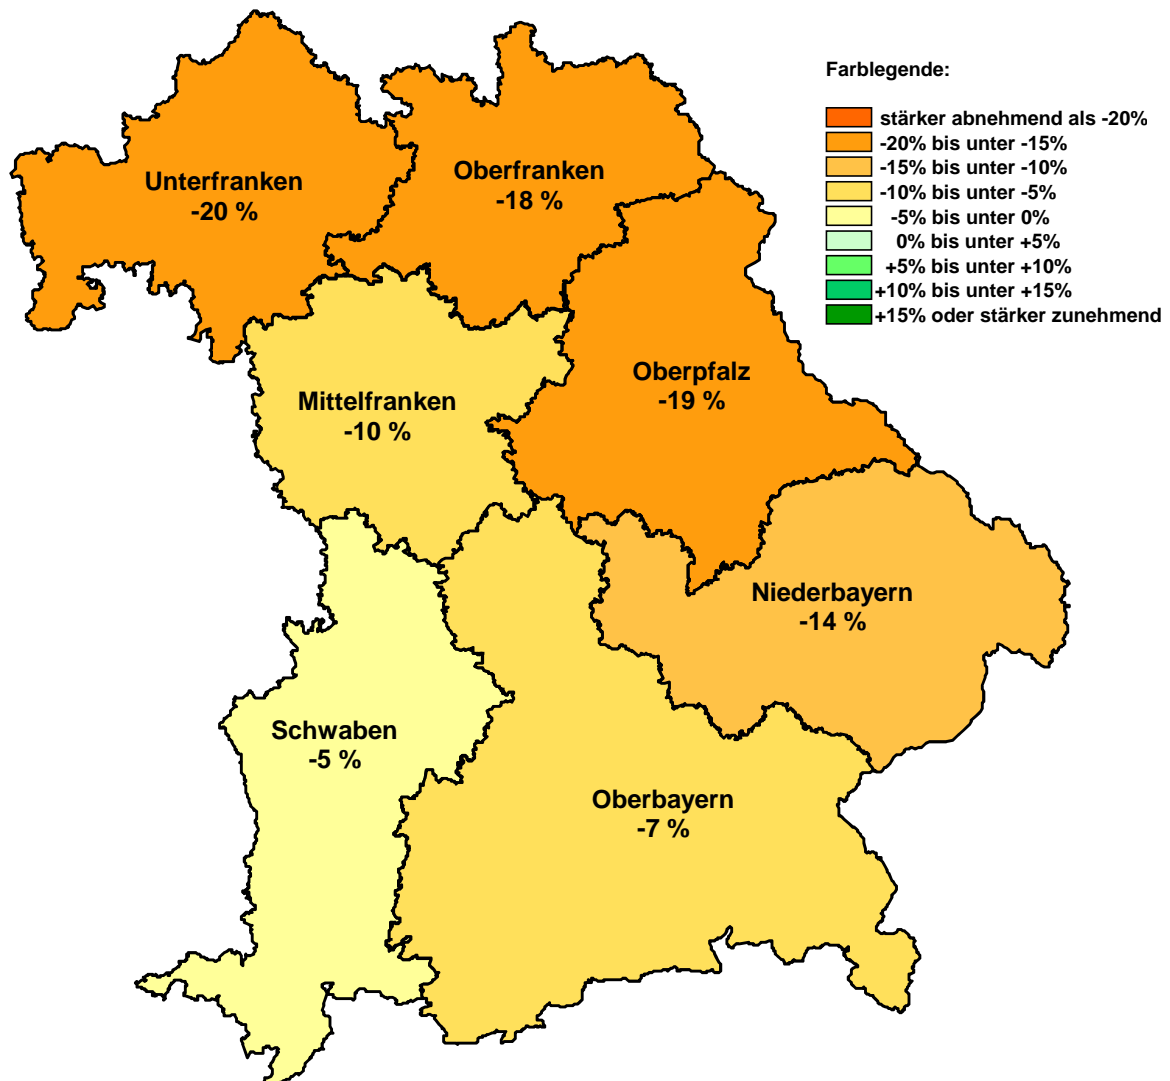 Farblegende:
stärker abnehmend als -20%
-20% bis unter -15%
-15% bis unter -10%
-10% bis unter -5%
-5% bis unter 0%
0% bis unter +5%
+5% bis unter +10%
+10% bis unter +15%
+15% oder stärker zunehmend
Unterfranken
-20 %
Oberfranken
-18 %
Oberpfalz
-19 %
Mittelfranken
-10 %
Niederbayern
-14 %
Schwaben
-5 %
Oberbayern
-7 %